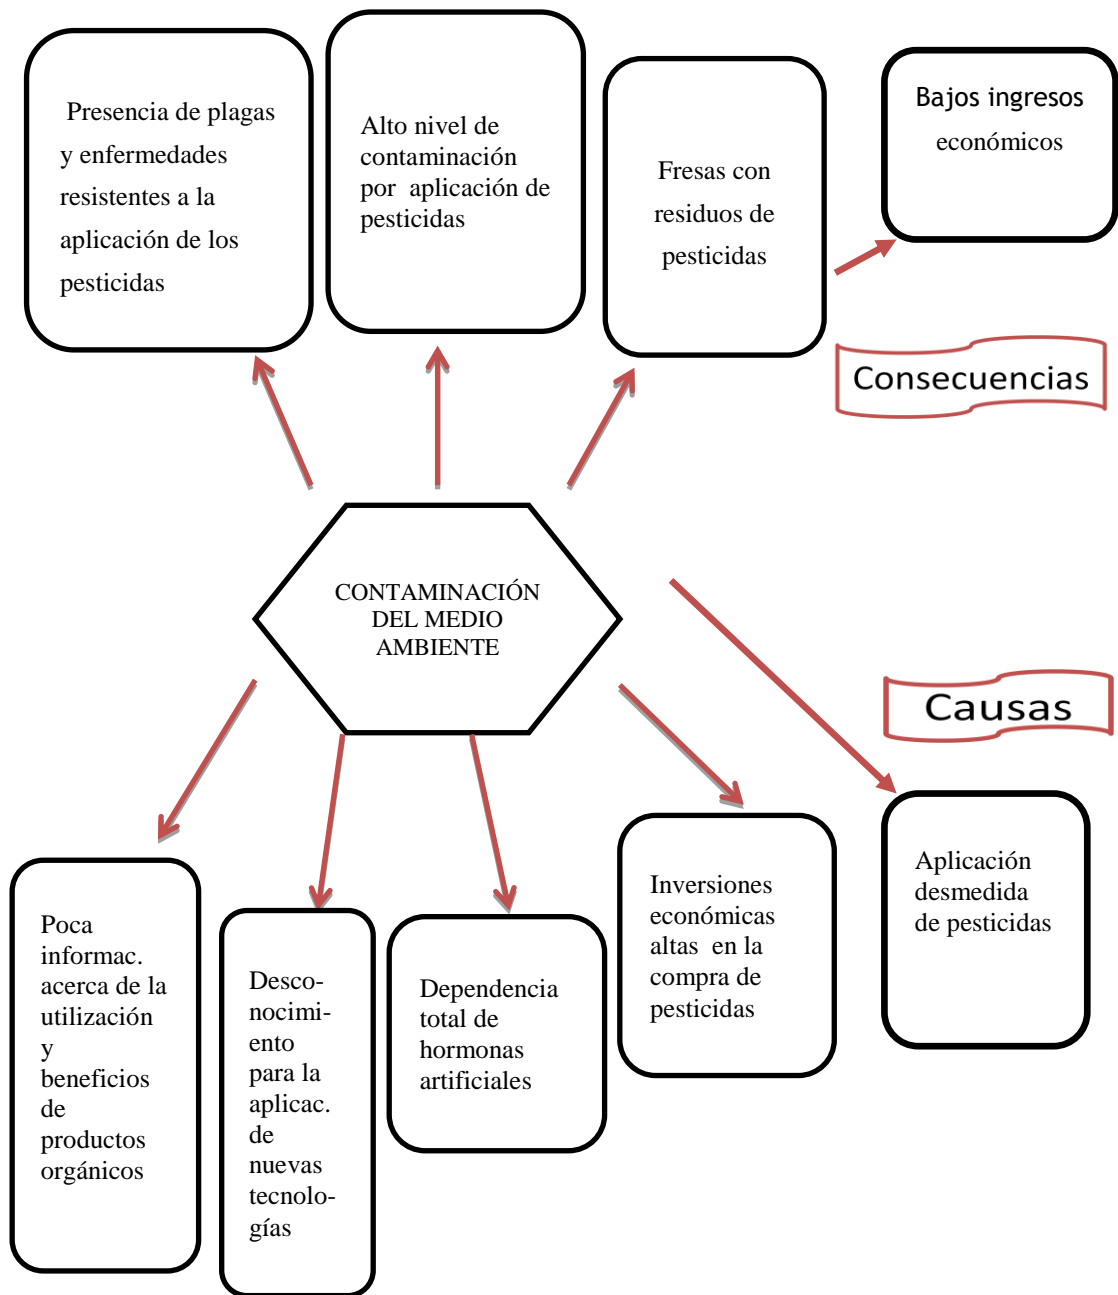 Presencia de plagas
y enfermedades
resistentes a la
aplicación de los
pesticidas
Alto nivel de
contaminación
por aplicación de
pesticidas
Fresas con
residuos de
pesticidas
Bajos ingresos
económicos
Consecuencias
CONTAMINACIÓN
DEL MEDIO
AMBIENTE
Causas
Poca
informac.
acerca de la
utilización
y
beneficios
de
productos
orgánicos
Desco-
nocimi-
ento
para la
aplicac.
de
nuevas
tecnolo-
gías
Dependencia
total de
hormonas
artificiales
Inversiones
económicas
altas en la
compra de
pesticidas
Aplicación
desmedida
de pesticidas